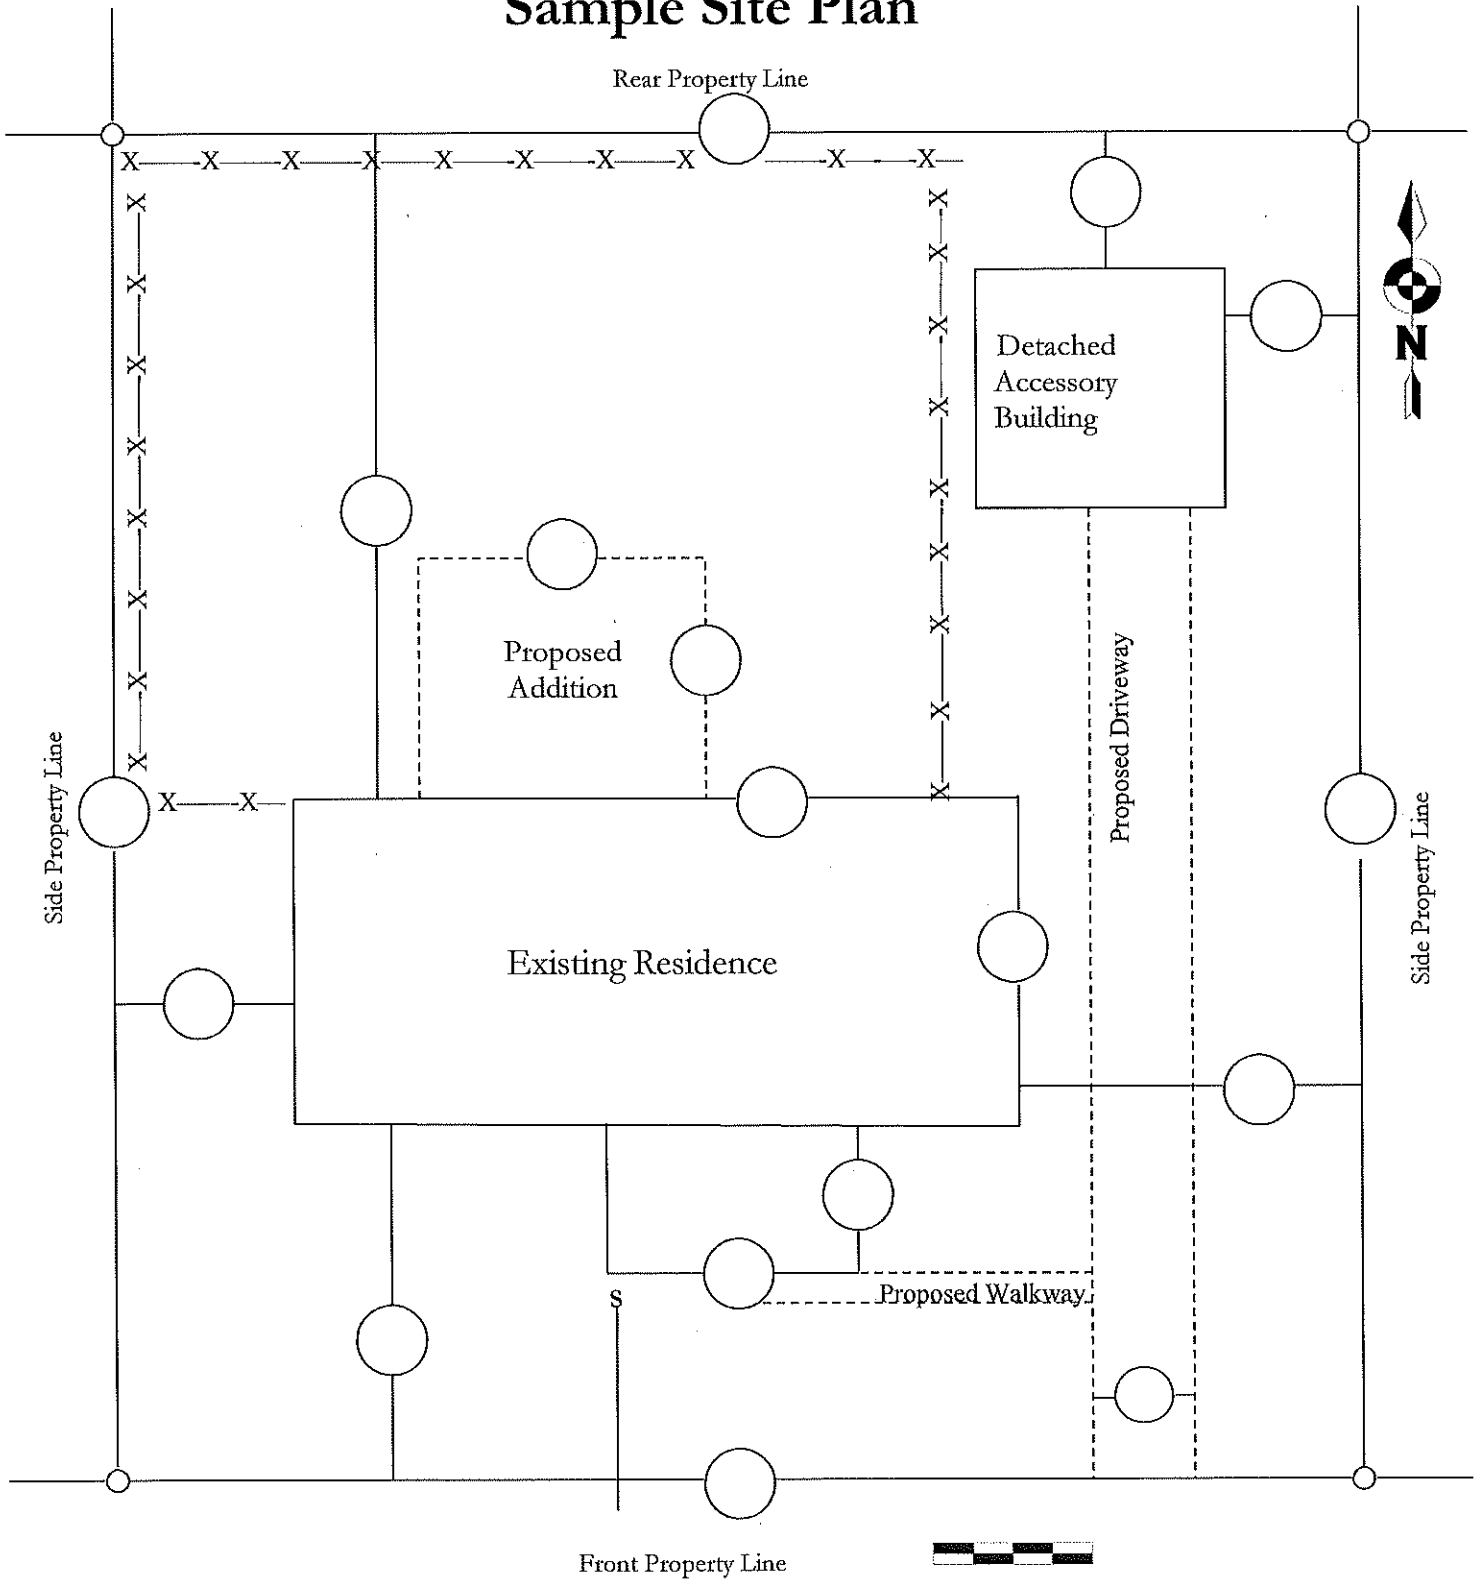 Sample Site Plan
Rear Property Line
X X X X X X X X X X
X X X X X X X X
X X X X X X X X X
N
Detached
Accessory
Building
Proposed
Addition
Proposed Driveway
Side Property Line
X X
Side Property Line
Existing Residence
S
Proposed Walkway
Front Property Line